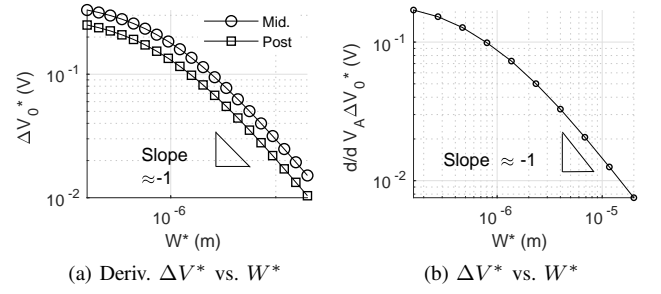 10⁻¹
10⁻²
ΔV₀* (V)
Mid.
Post
Slope
≈-1
10⁻⁶
W* (m)
(a) Deriv. ΔV* vs. W*
10⁻¹
10⁻²
d/d V_A ΔV₀* (V)
Slope ≈ -1
10⁻⁶ 10⁻⁵
W* (m)
(b) ΔV* vs. W*